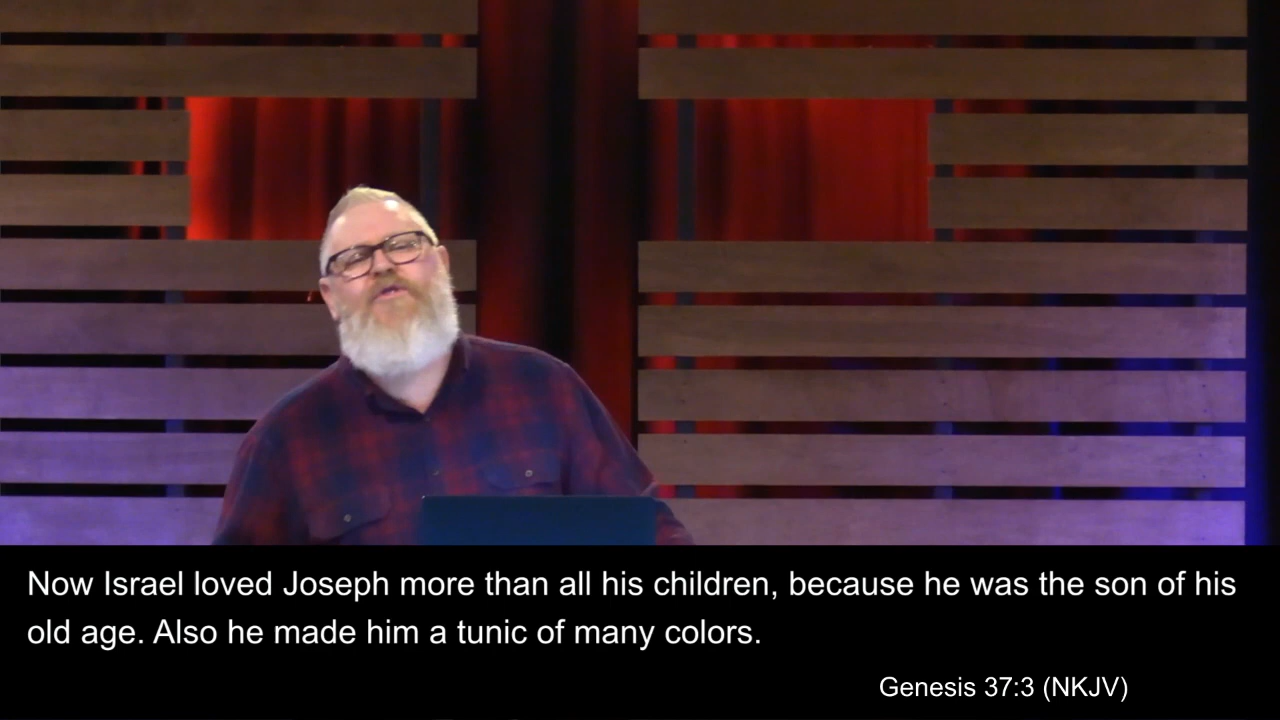 Now Israel loved Joseph more than all his children, because he was the son of his
old age. Also he made him a tunic of many colors.
Genesis 37:3 (NKJV)